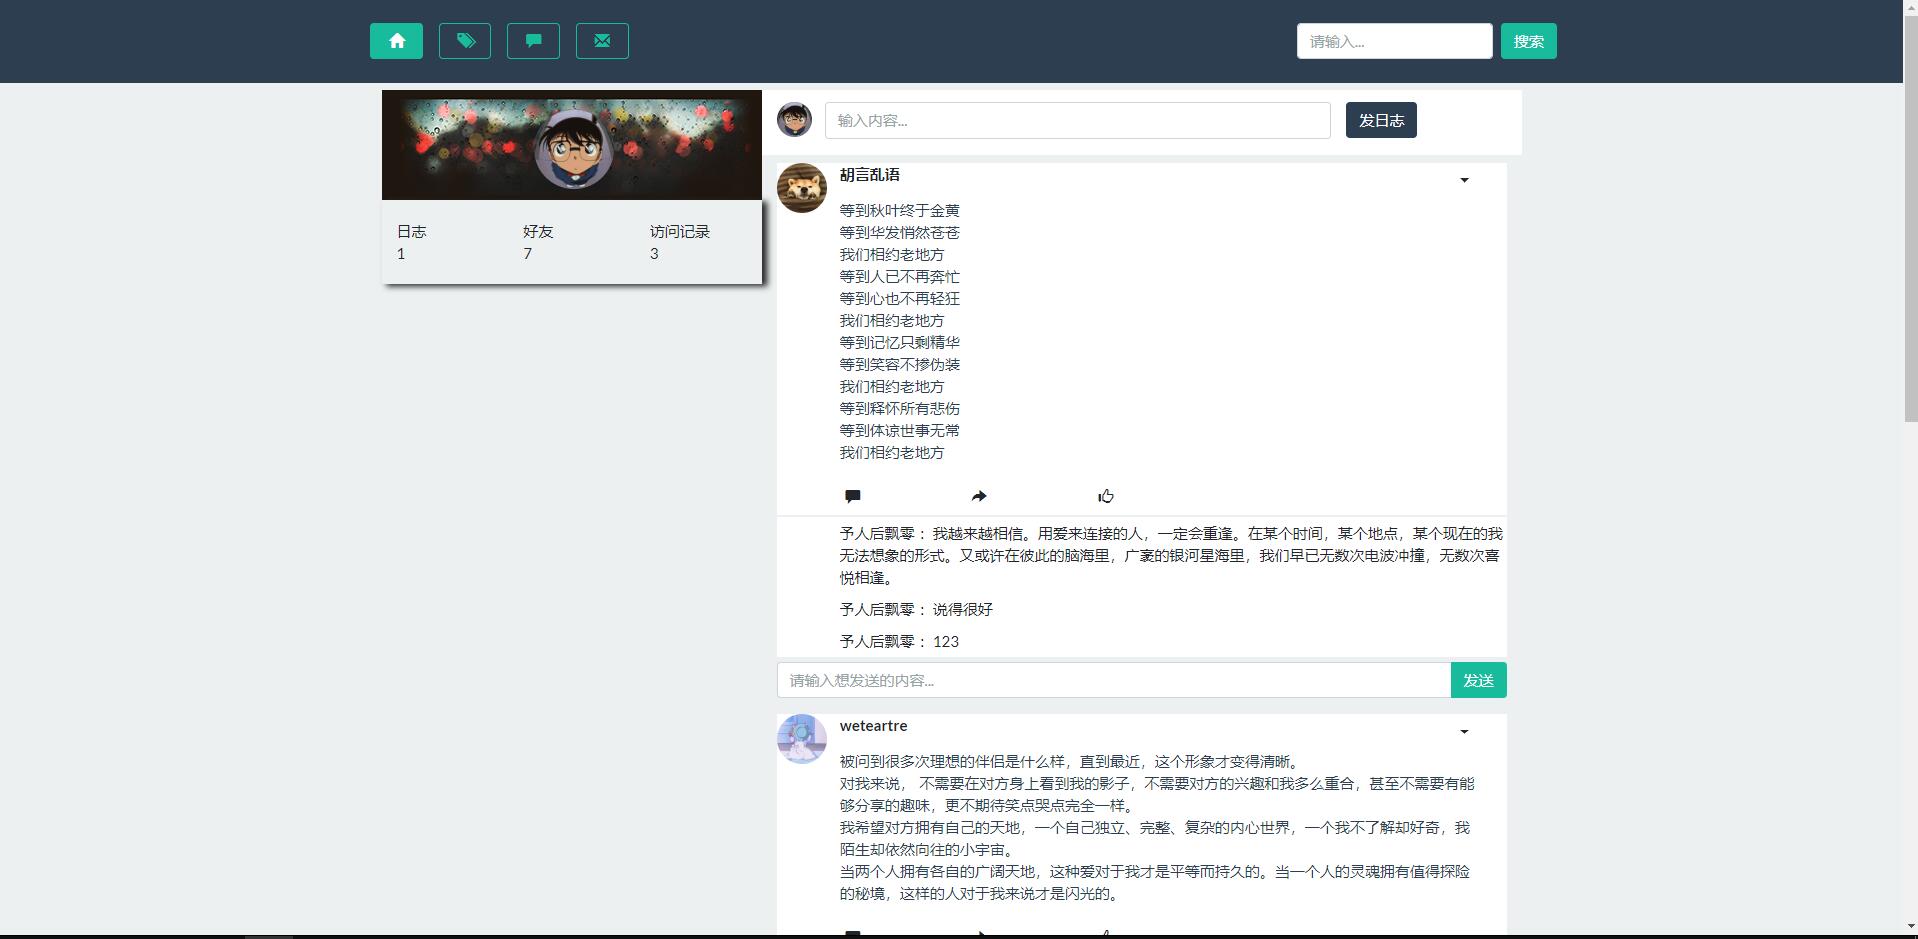 请输入...
搜索
输入内容...
发日志
日志
好友
访问记录
1
7
3
胡言乱语
等到秋叶终于金黄
等到华发悄然苍苍
我们相约老地方
等到人已不再奔忙
等到心也不再轻狂
我们相约老地方
等到记忆只剩精华
等到笑容不掺伪装
我们相约老地方
等到释怀所有悲伤
等到体谅世事无常
我们相约老地方
予人后飘零： 我越来越相信。用爱来连接的人，一定会重逢。在某个时间，某个地点，某个现在的我
无法想象的形式。又或许在彼此的脑海里，广袤的银河星海里，我们早已无数次电波冲撞，无数次喜
悦相逢。
予人后飘零： 说得很好
予人后飘零： 123
请输入想发送的内容...
发送
weteartre
被问到很多次理想的伴侣是什么样，直到最近，这个形象才变得清晰。
对我来说， 不需要在对方身上看到我的影子，不需要对方的兴趣和我多么重合，甚至不需要有能
够分享的趣味，更不期待笑点哭点完全一样。
我希望对方拥有自己的天地，一个自己独立、完整、复杂的内心世界，一个我不了解却好奇，我
陌生却依然向往的小宇宙。
当两个人拥有各自的广阔天地，这种爱对于我才是平等而持久的。当一个人的灵魂拥有值得探险
的秘境，这样的人对于我来说才是闪光的。